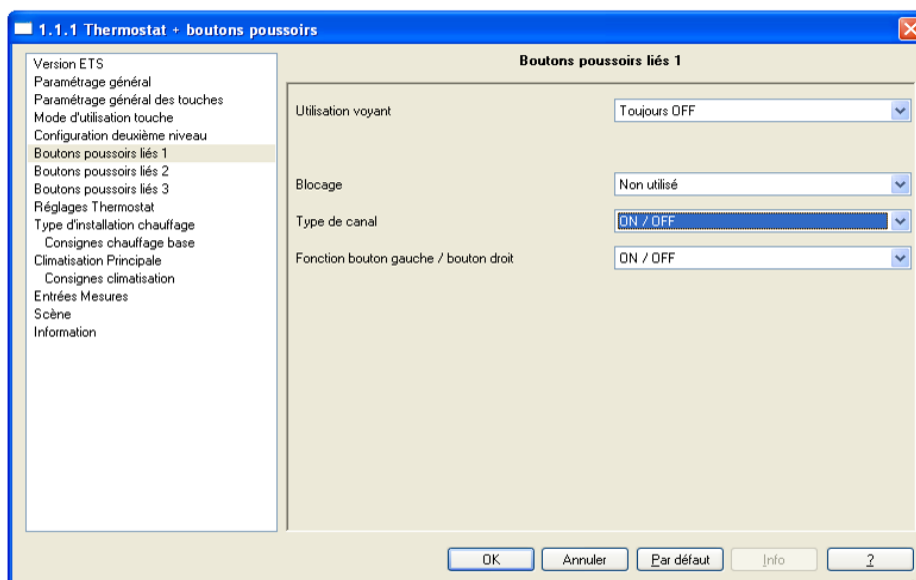 1.1.1 Thermostat + boutons poussoirs
Version ETS
Paramétrage général
Paramétrage général des touches
Mode d'utilisation touche
Configuration deuxième niveau
Boutons poussoirs liés 1
Boutons poussoirs liés 2
Boutons poussoirs liés 3
Réglages Thermostat
Type d'installation chauffage
Consignes chauffage base
Climatisation Principale
Consignes climatisation
Entrées Mesures
Scène
Information
Boutons poussoirs liés 1
Utilisation voyant
Toujours OFF
Blocage
Non utilisé
Type de canal
ON / OFF
Fonction bouton gauche / bouton droit
ON / OFF
OK
Annuler
Par défaut
Info
?